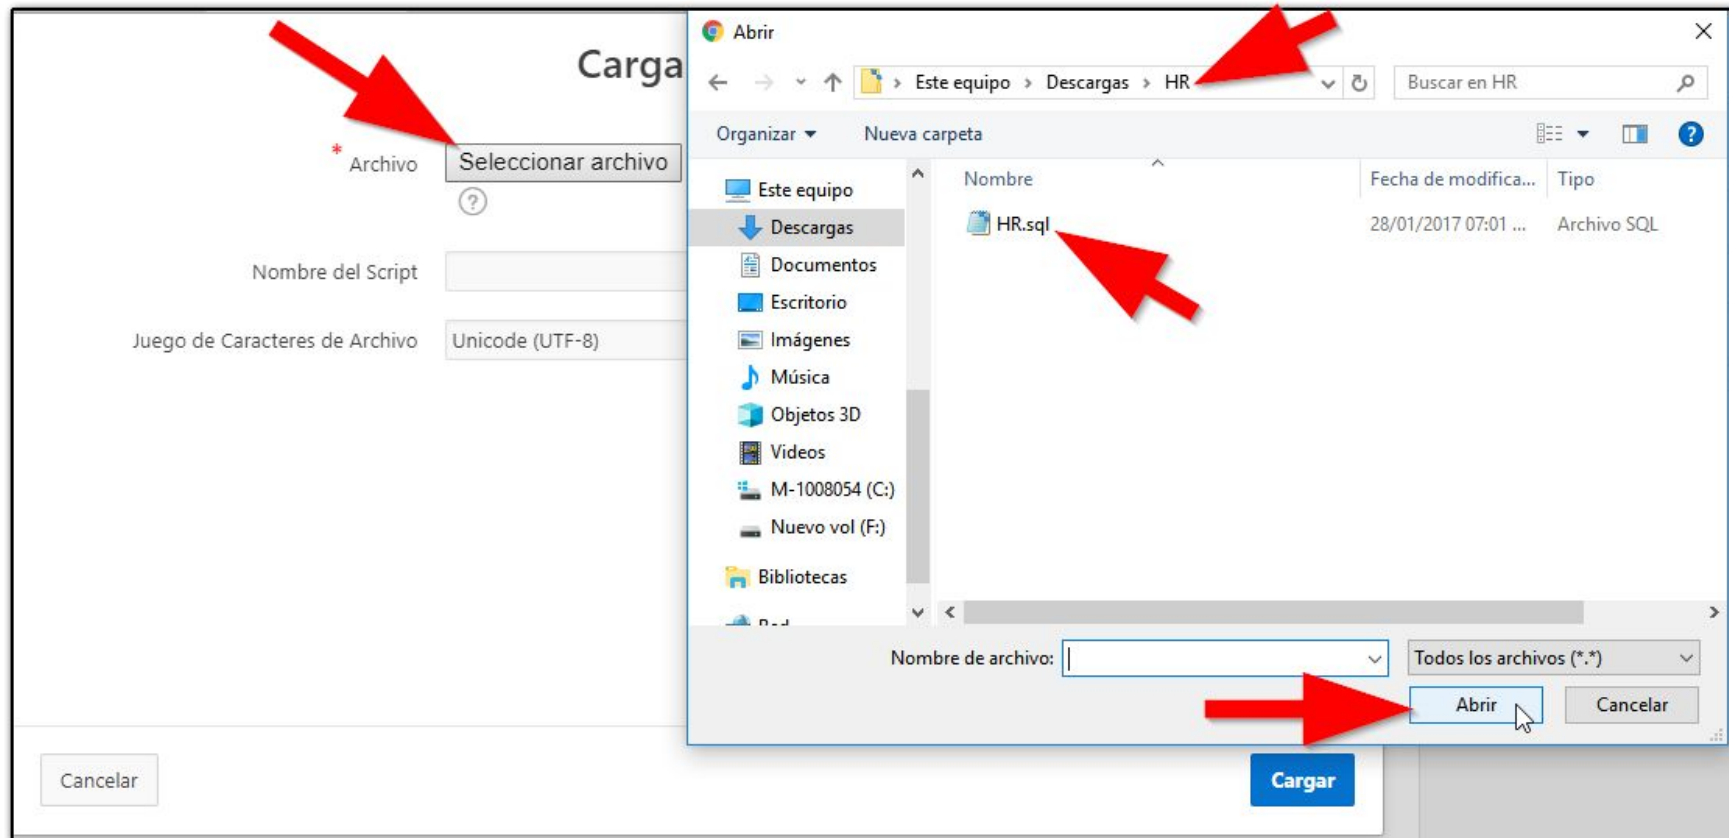 Carga
* Archivo
Seleccionar archivo
?
Nombre del Script
Juego de Caracteres de Archivo
Unicode (UTF-8)
Cancelar
Cargar
Abrir
Este equipo > Descargas > HR
Buscar en HR
Organizar
Nueva carpeta
?
Este equipo
Descargas
Documentos
Escritorio
Imágenes
Música
Objetos 3D
Videos
M-1008054 (C:)
Nuevo vol (F:)
Bibliotecas
Nombre
Fecha de modifica...
Tipo
HR.sql
28/01/2017 07:01 ...
Archivo SQL
Nombre de archivo:
Todos los archivos (*.*)
Abrir
Cancelar